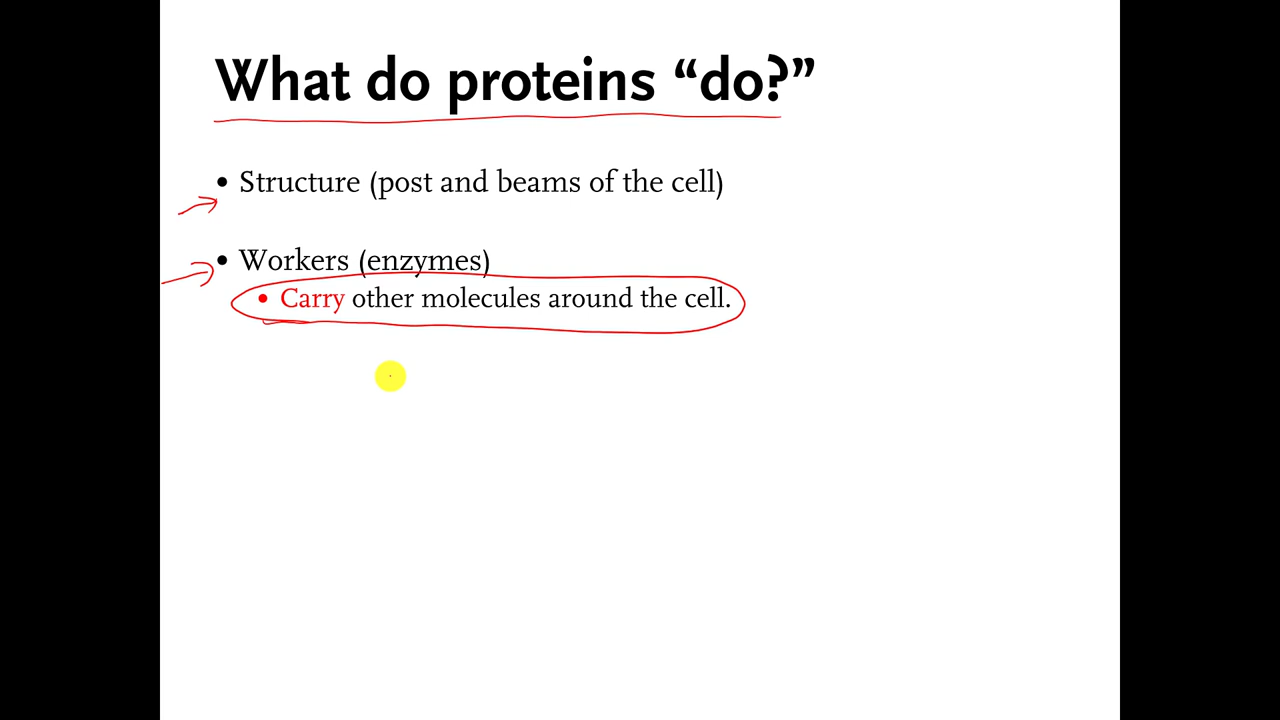 What do proteins “do?”
• Structure (post and beams of the cell)
• Workers (enzymes)
• Carry other molecules around the cell.